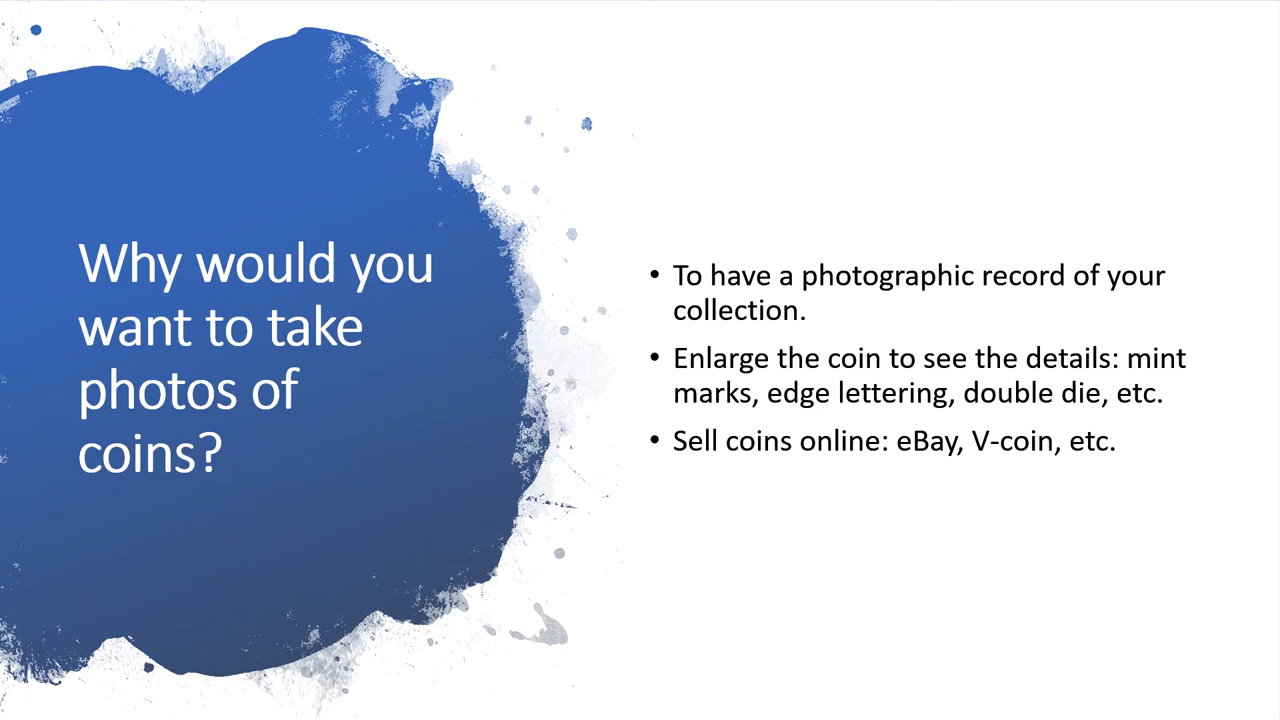 Why would you
want to take
photos of
coins?
• To have a photographic record of your
collection.
• Enlarge the coin to see the details: mint
marks, edge lettering, double die, etc.
• Sell coins online: eBay, V-coin, etc.